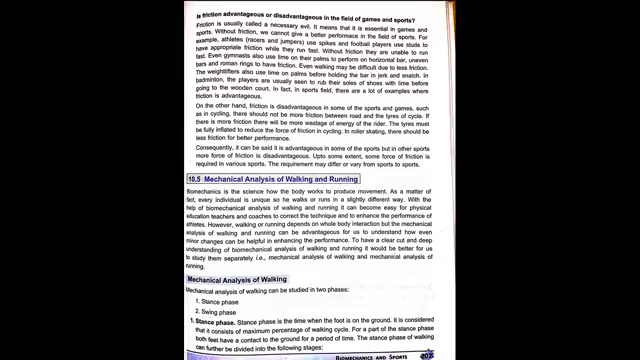 Is friction advantageous or disadvantageous in the field of games and sports?
Friction is usually called a necessary evil. It means that it is essential in games and
sports. Without friction, we cannot give a better performance in the field of sports. For
example, athletes (racers and jumpers) use spikes and football players use studs to
have appropriate friction while they run fast. Without friction they are unable to run
fast. Even gymnasts also use lime on their palms to perform on horizontal bar, uneven
bars and roman rings to have friction. Even walking may be difficult due to less friction.
The weightlifters also use lime on palms before holding the bar in jerk and snatch. In
badminton, the players are usually seen to rub their soles of shoes with lime before
going to the wooden court. In fact, in sports field, there are a lot of examples where
friction is advantageous.
On the other hand, friction is disadvantageous in some of the sports and games, such
as in cycling, there should not be more friction between road and the tyres of cycle. If
there is more friction there will be more wastage of energy of the rider. The tyres must
be fully inflated to reduce the force of friction in cycling. In roller skating, there should be
less friction for better performance.
Consequently, it can be said it is advantageous in some of the sports but in other sports
more force of friction is disadvantageous. Upto some extent, some force of friction is
required in various sports. The requirement may differ or vary from sports to sports.
10.5 Mechanical Analysis of Walking and Running
Biomechanics is the science how the body works to produce movement. As a matter of
fact, every individual is unique so he walks or runs in a slightly different way. With the
help of biomechanical analysis of walking and running it can become easy for physical
education teachers and coaches to correct the technique and to enhance the performance of
athletes. However, walking or running depends on whole body interaction but the mechanical
analysis of walking and running can be advantageous for us to understand how even
minor changes can be helpful in enhancing the performance. To have a clear cut and deep
understanding of biomechanical analysis of walking and running it would be better for us
to study them separately i.e., mechanical analysis of walking and mechanical analysis of
running.
Mechanical Analysis of Walking
Mechanical analysis of walking can be studied in two phases:
1. Stance phase
2. Swing phase
1. Stance phase. Stance phase is the time when the foot is on the ground. It is considered
that it consists of maximum percentage of walking cycle. For a part of the stance phase
both feet have a contact to the ground for a period of time. The stance phase of walking
can further be divided into the following stages:
BIOMECHANICS AND SPORTS